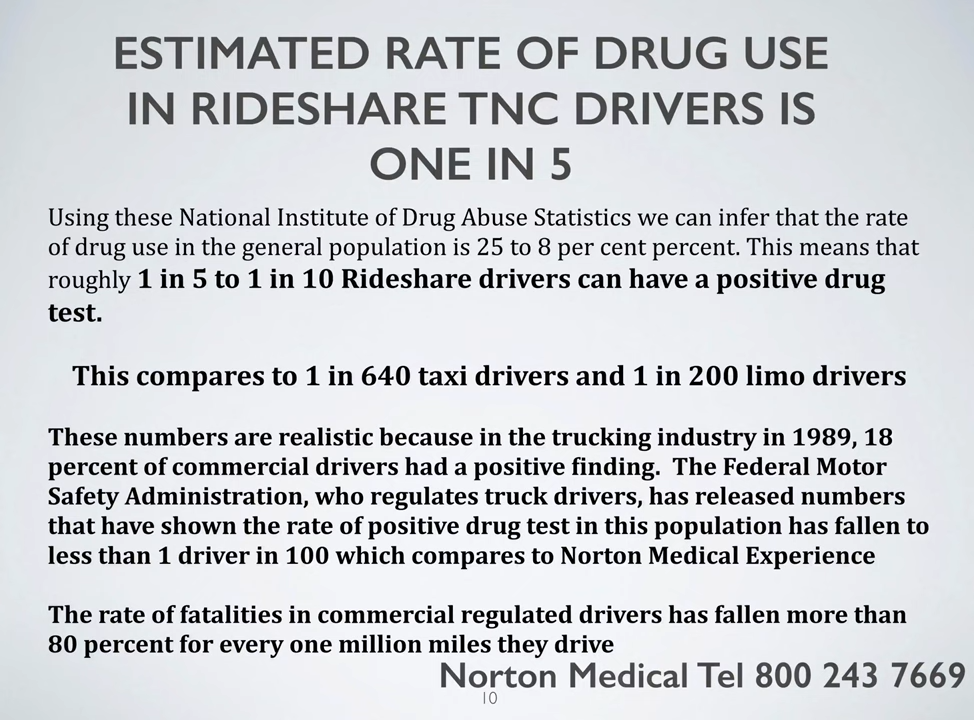 ESTIMATED RATE OF DRUG USE
IN RIDESHARE TNC DRIVERS IS
ONE IN 5
Using these National Institute of Drug Abuse Statistics we can infer that the rate
of drug use in the general population is 25 to 8 per cent percent. This means that
roughly 1 in 5 to 1 in 10 Rideshare drivers can have a positive drug
test.
This compares to 1 in 640 taxi drivers and 1 in 200 limo drivers
These numbers are realistic because in the trucking industry in 1989, 18
percent of commercial drivers had a positive finding.  The Federal Motor
Safety Administration, who regulates truck drivers, has released numbers
that have shown the rate of positive drug test in this population has fallen to
less than 1 driver in 100 which compares to Norton Medical Experience
The rate of fatalities in commercial regulated drivers has fallen more than
80 percent for every one million miles they drive
Norton Medical Tel 800 243 7669
10